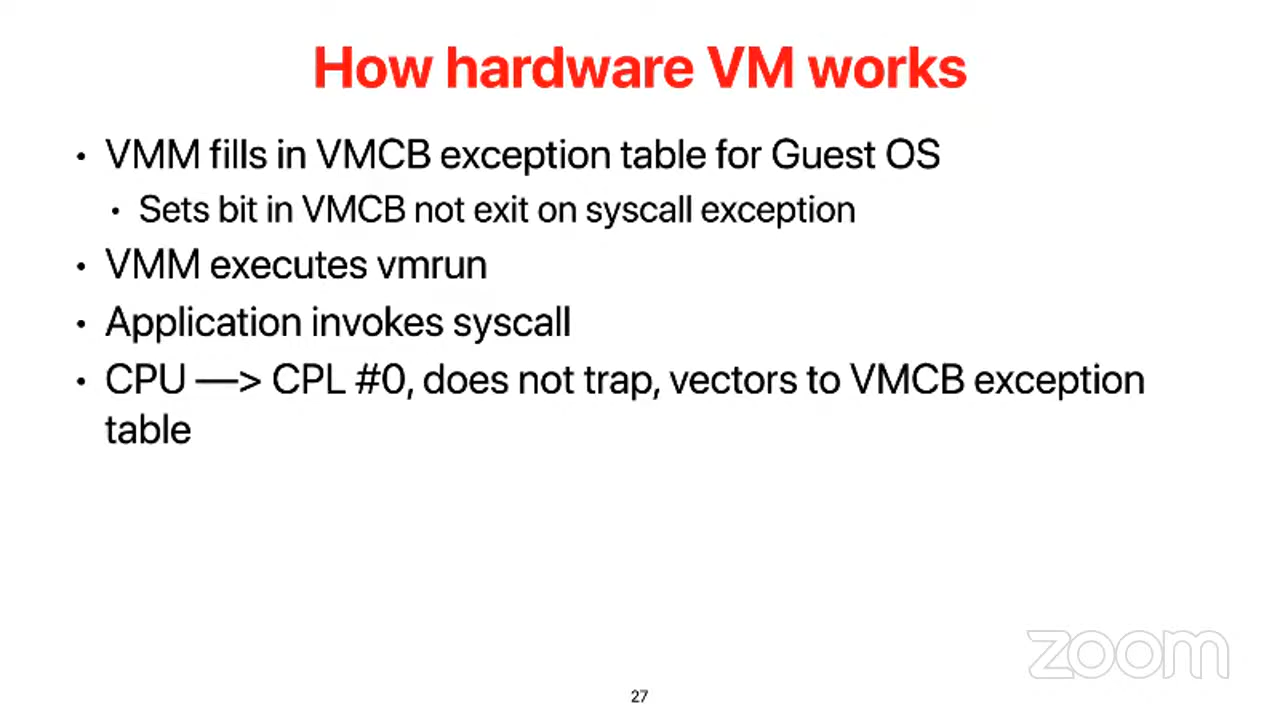 How hardware VM works
• VMM fills in VMCB exception table for Guest OS
• Sets bit in VMCB not exit on syscall exception
• VMM executes vmrun
• Application invokes syscall
• CPU —> CPL #0, does not trap, vectors to VMCB exception
table
zoom
27